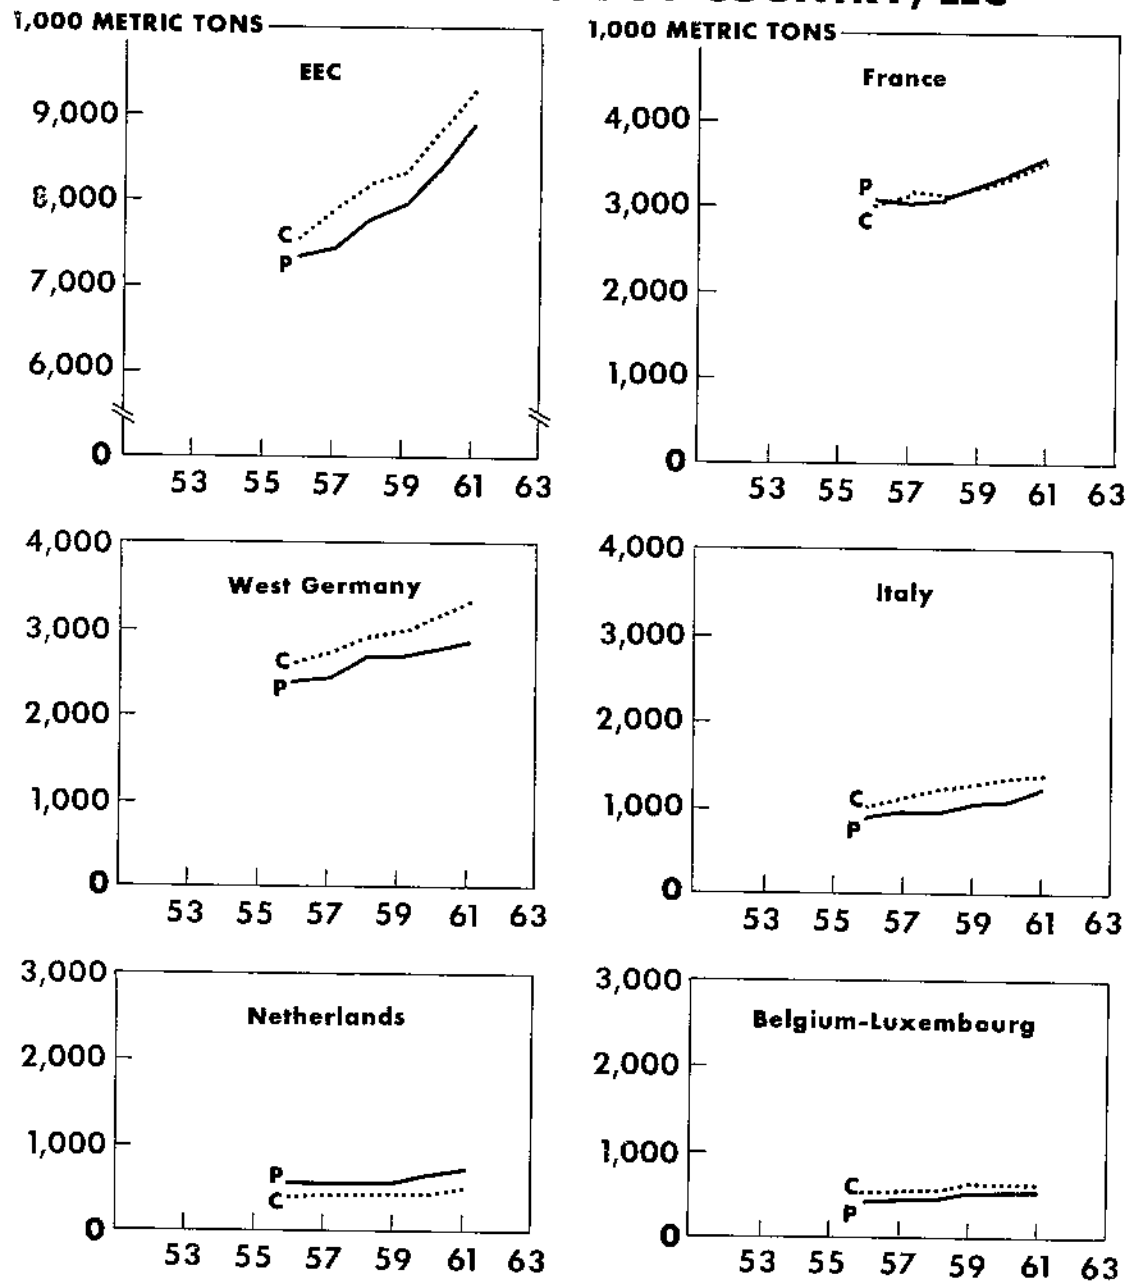 1,000 METRIC TONS
EEC
9,000
8,000
7,000
6,000
0
C
P
53 55 57 59 61 63
1,000 METRIC TONS
France
4,000
3,000
2,000
1,000
0
P
C
53 55 57 59 61 63
4,000
3,000
2,000
1,000
0
West Germany
C
P
53 55 57 59 61 63
4,000
3,000
2,000
1,000
0
Italy
C
P
53 55 57 59 61 63
3,000
2,000
1,000
0
Netherlands
P
C
53 55 57 59 61 63
3,000
2,000
1,000
0
Belgium-Luxembourg
C
P
53 55 57 59 61 63